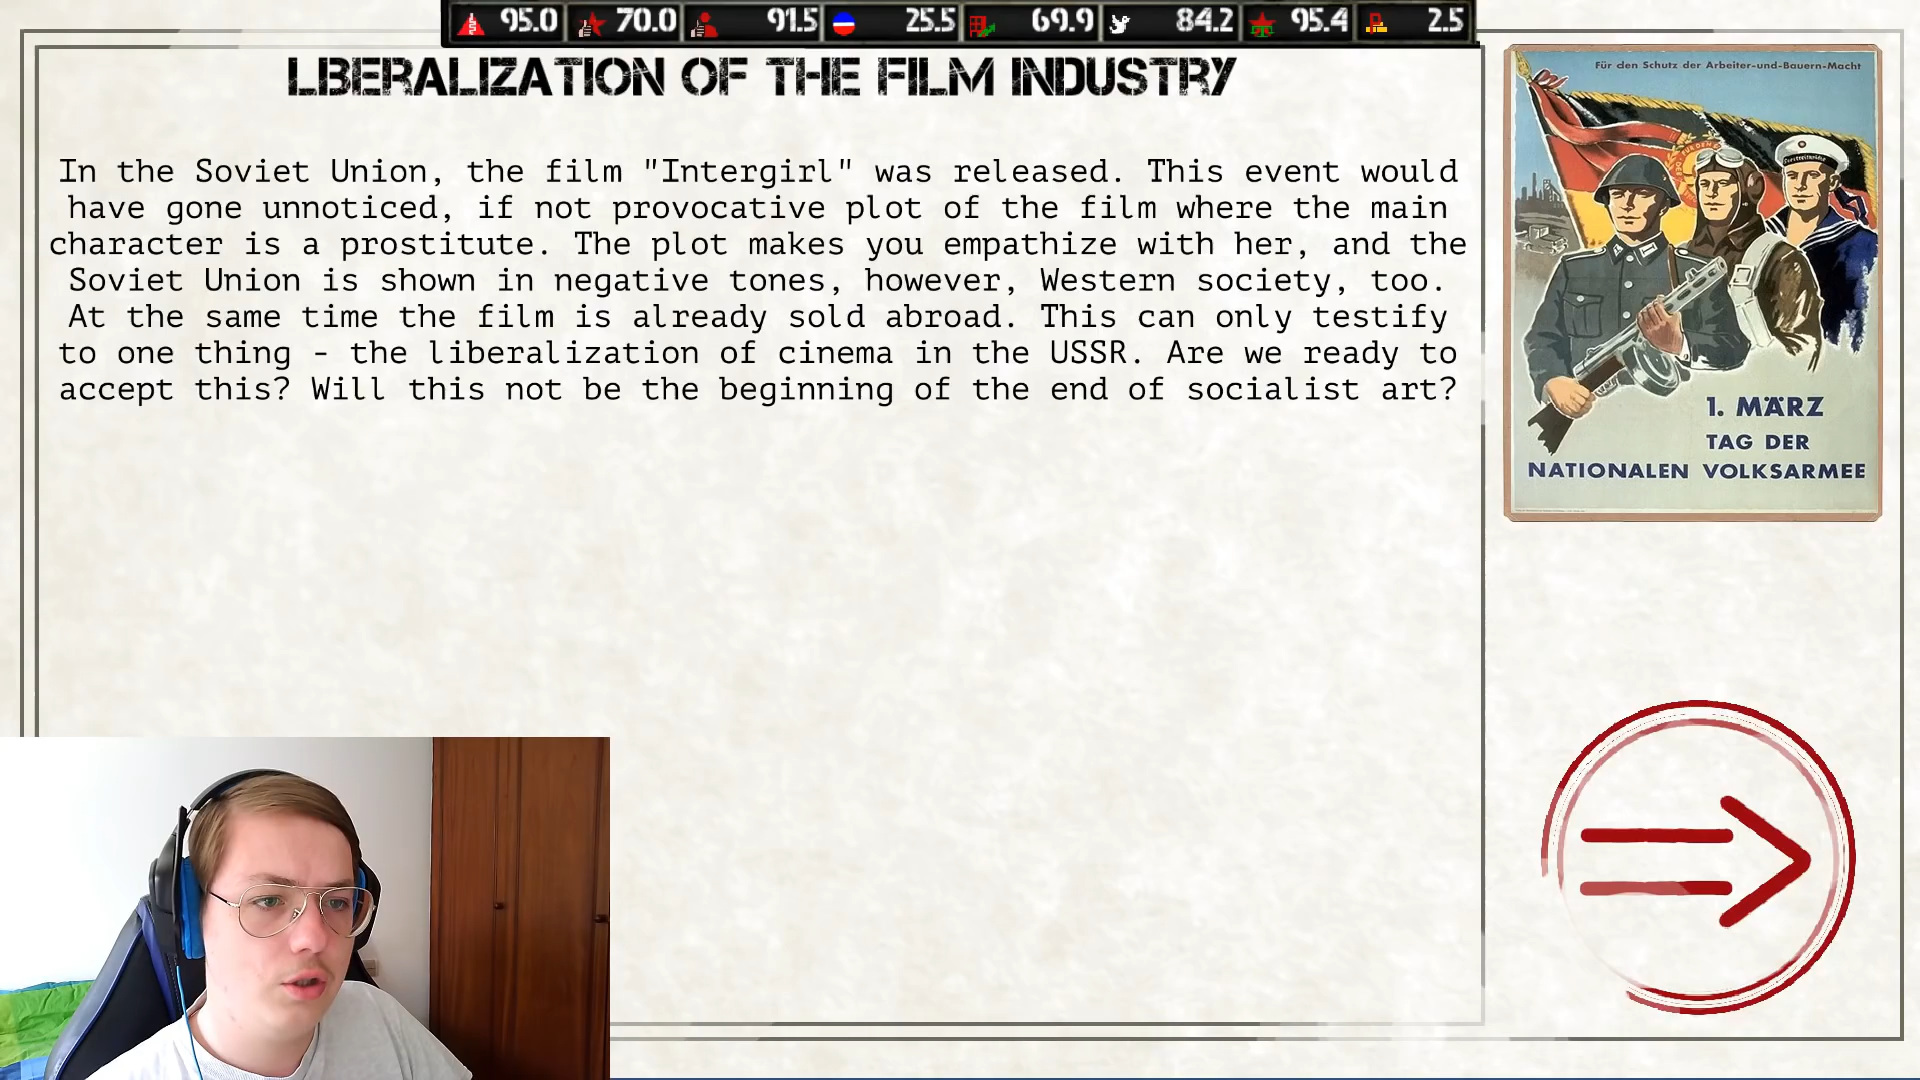 95.0 70.0 91.5 25.5 69.9 84.2 95.4 2.5
LIBERALIZATION OF THE FILM INDUSTRY
In the Soviet Union, the film "Intergirl" was released. This event would
have gone unnoticed, if not provocative plot of the film where the main
character is a prostitute. The plot makes you empathize with her, and the
Soviet Union is shown in negative tones, however, Western society, too.
At the same time the film is already sold abroad. This can only testify
to one thing - the liberalization of cinema in the USSR. Are we ready to
accept this? Will this not be the beginning of the end of socialist art?
Für den Schutz der Arbeiter-und-Bauern-Macht
1. MÄRZ
TAG DER
NATIONALEN VOLKSARMEE